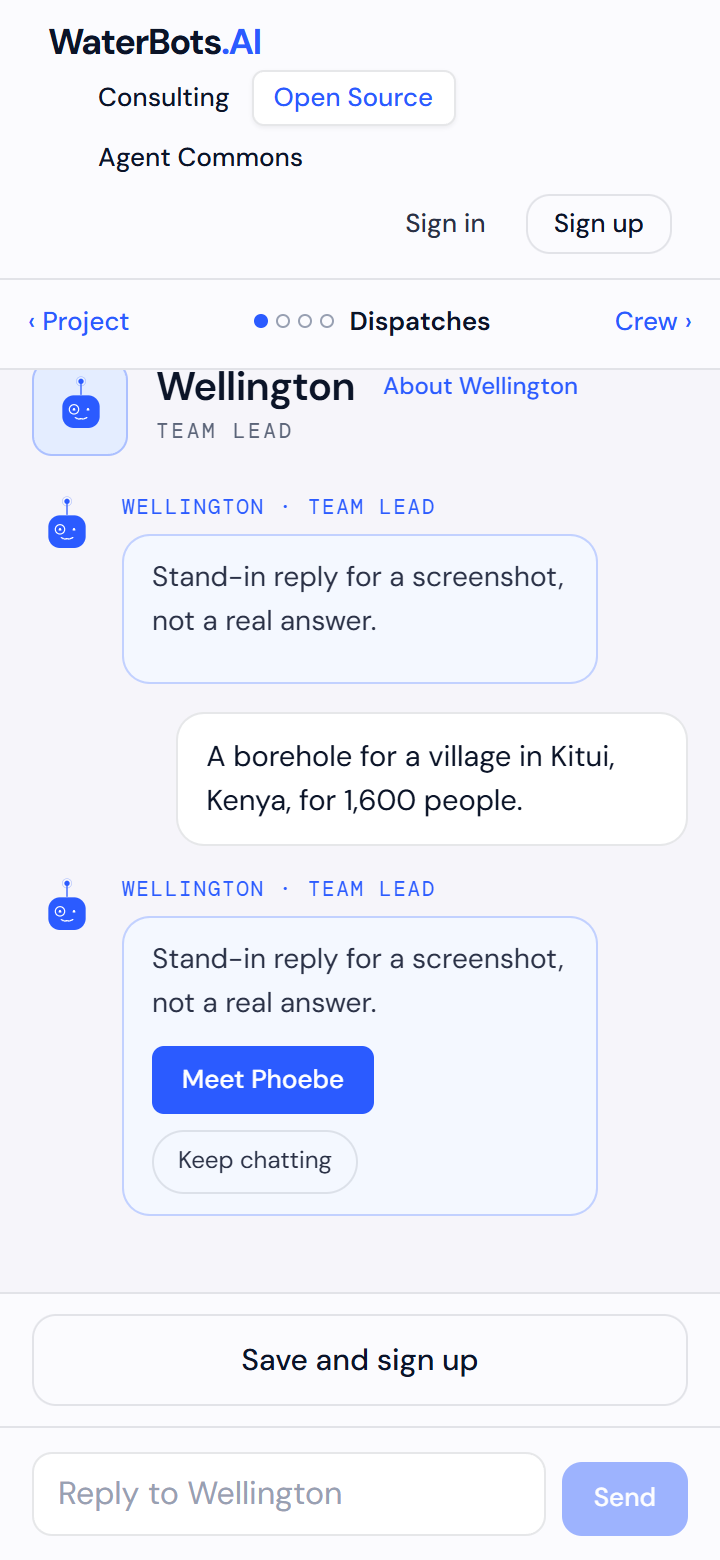 WaterBots.AI
Consulting
Open Source
Agent Commons
Sign in
Sign up
‹ Project
Dispatches
Crew ›
Wellington
About Wellington
TEAM LEAD
WELLINGTON · TEAM LEAD
Stand-in reply for a screenshot,
not a real answer.
A borehole for a village in Kitui,
Kenya, for 1,600 people.
WELLINGTON · TEAM LEAD
Stand-in reply for a screenshot,
not a real answer.
Meet Phoebe
Keep chatting
Save and sign up
Reply to Wellington
Send